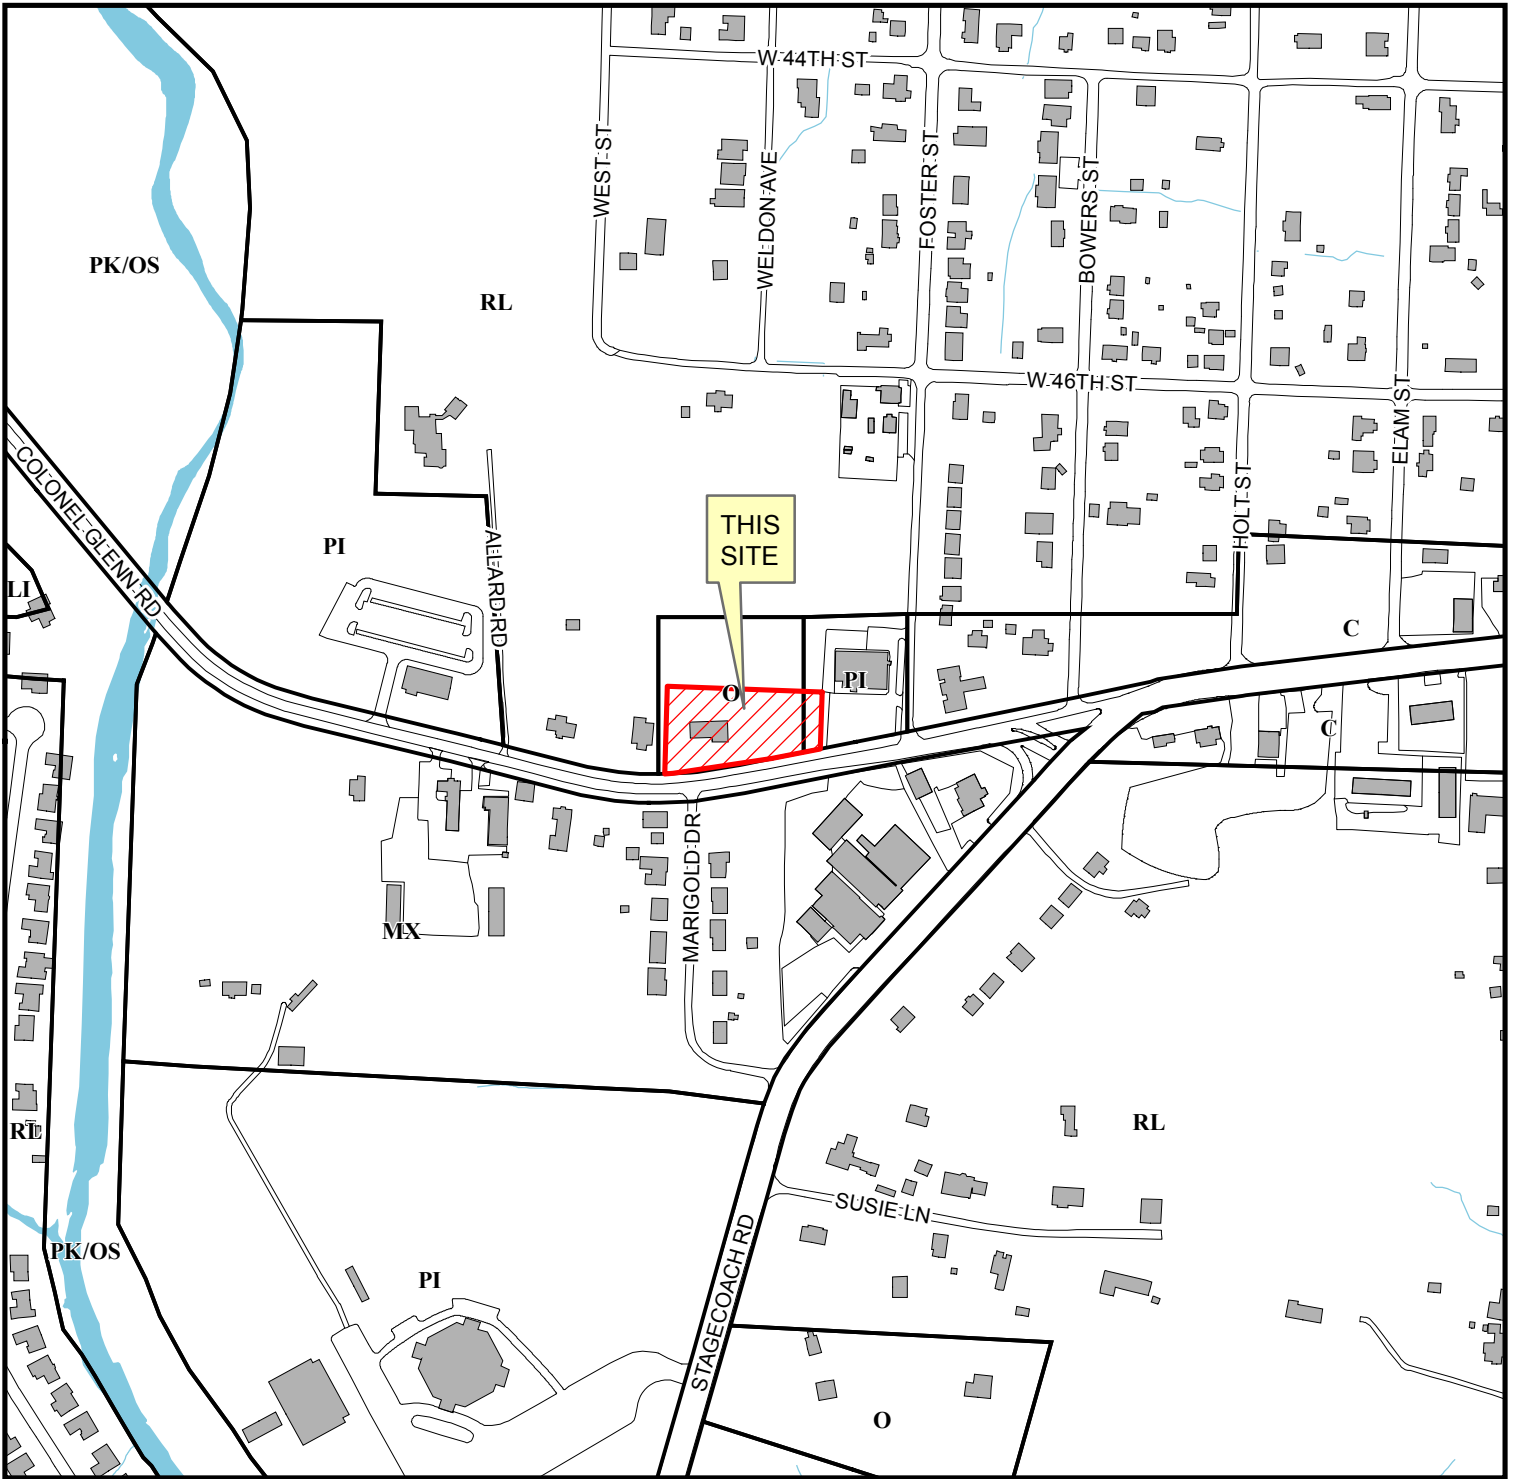 W 44TH ST
WEST ST
WELDON AVE
FOSTER ST
BOWERS ST
PK/OS
RL
W 46TH ST
ELAM ST
COLONEL GLENN RD
HOLT ST
THIS
SITE
PI
ALLARD RD
LI
C
PI
O
C
MARIGOLD DR
MX
RL
RL
SUSIE LN
STAGECOACH RD
PK/OS
PI
O